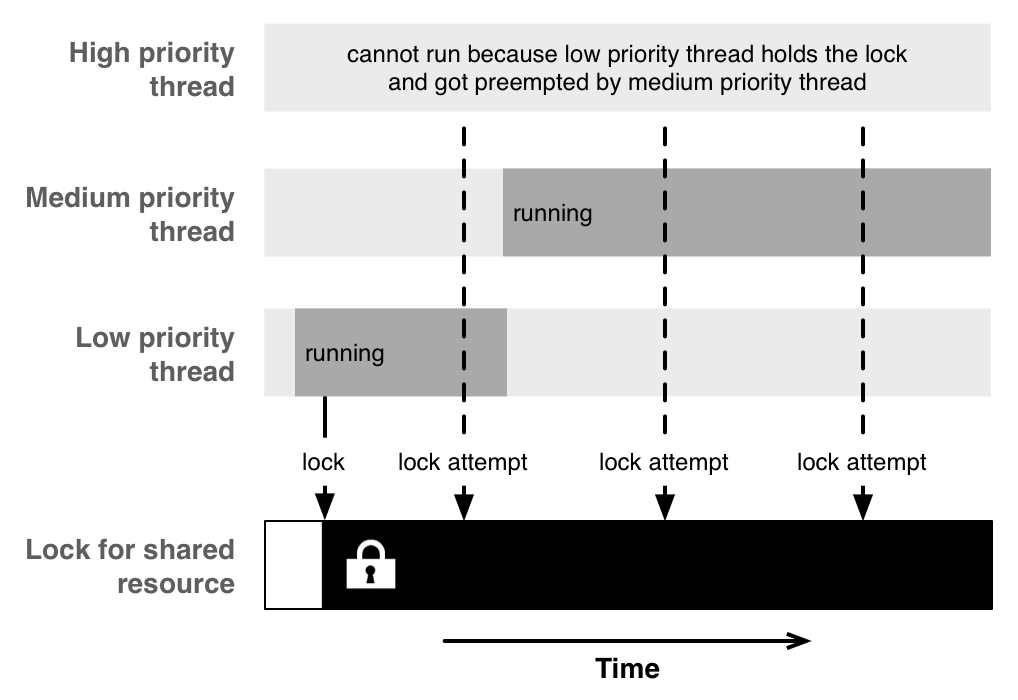 High priority
thread
cannot run because low priority thread holds the lock
and got preempted by medium priority thread
Medium priority
thread
running
Low priority
thread
running
lock
lock attempt
lock attempt
lock attempt
Lock for shared
resource
Time